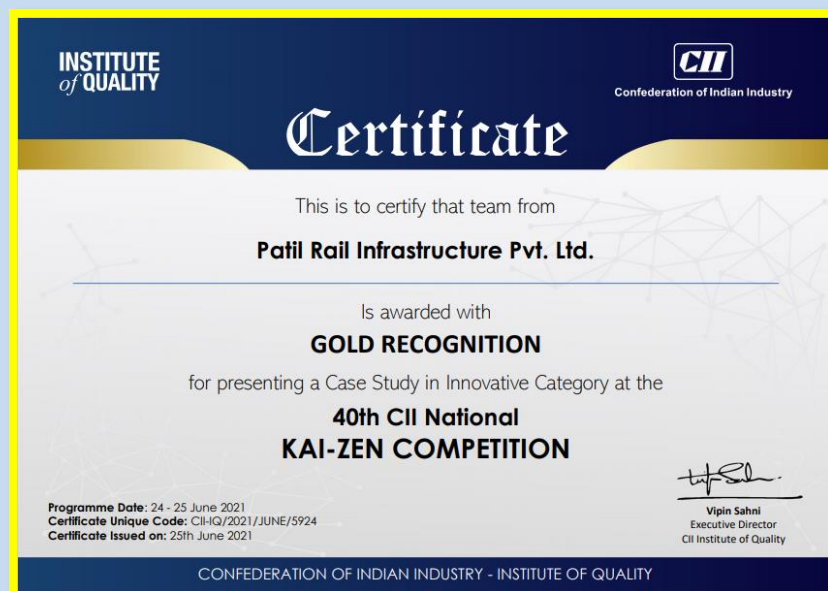 INSTITUTE
of QUALITY
CII
Confederation of Indian Industry
Certificate
This is to certify that team from
Patil Rail Infrastructure Pvt. Ltd.
Is awarded with
GOLD RECOGNITION
for presenting a Case Study in Innovative Category at the
40th CII National
KAI-ZEN COMPETITION
Programme Date: 24 - 25 June 2021
Certificate Unique Code: CII-IQ/2021/JUNE/5924
Certificate Issued on: 25th June 2021
Vipin Sahni
Executive Director
CII Institute of Quality
CONFEDERATION OF INDIAN INDUSTRY - INSTITUTE OF QUALITY